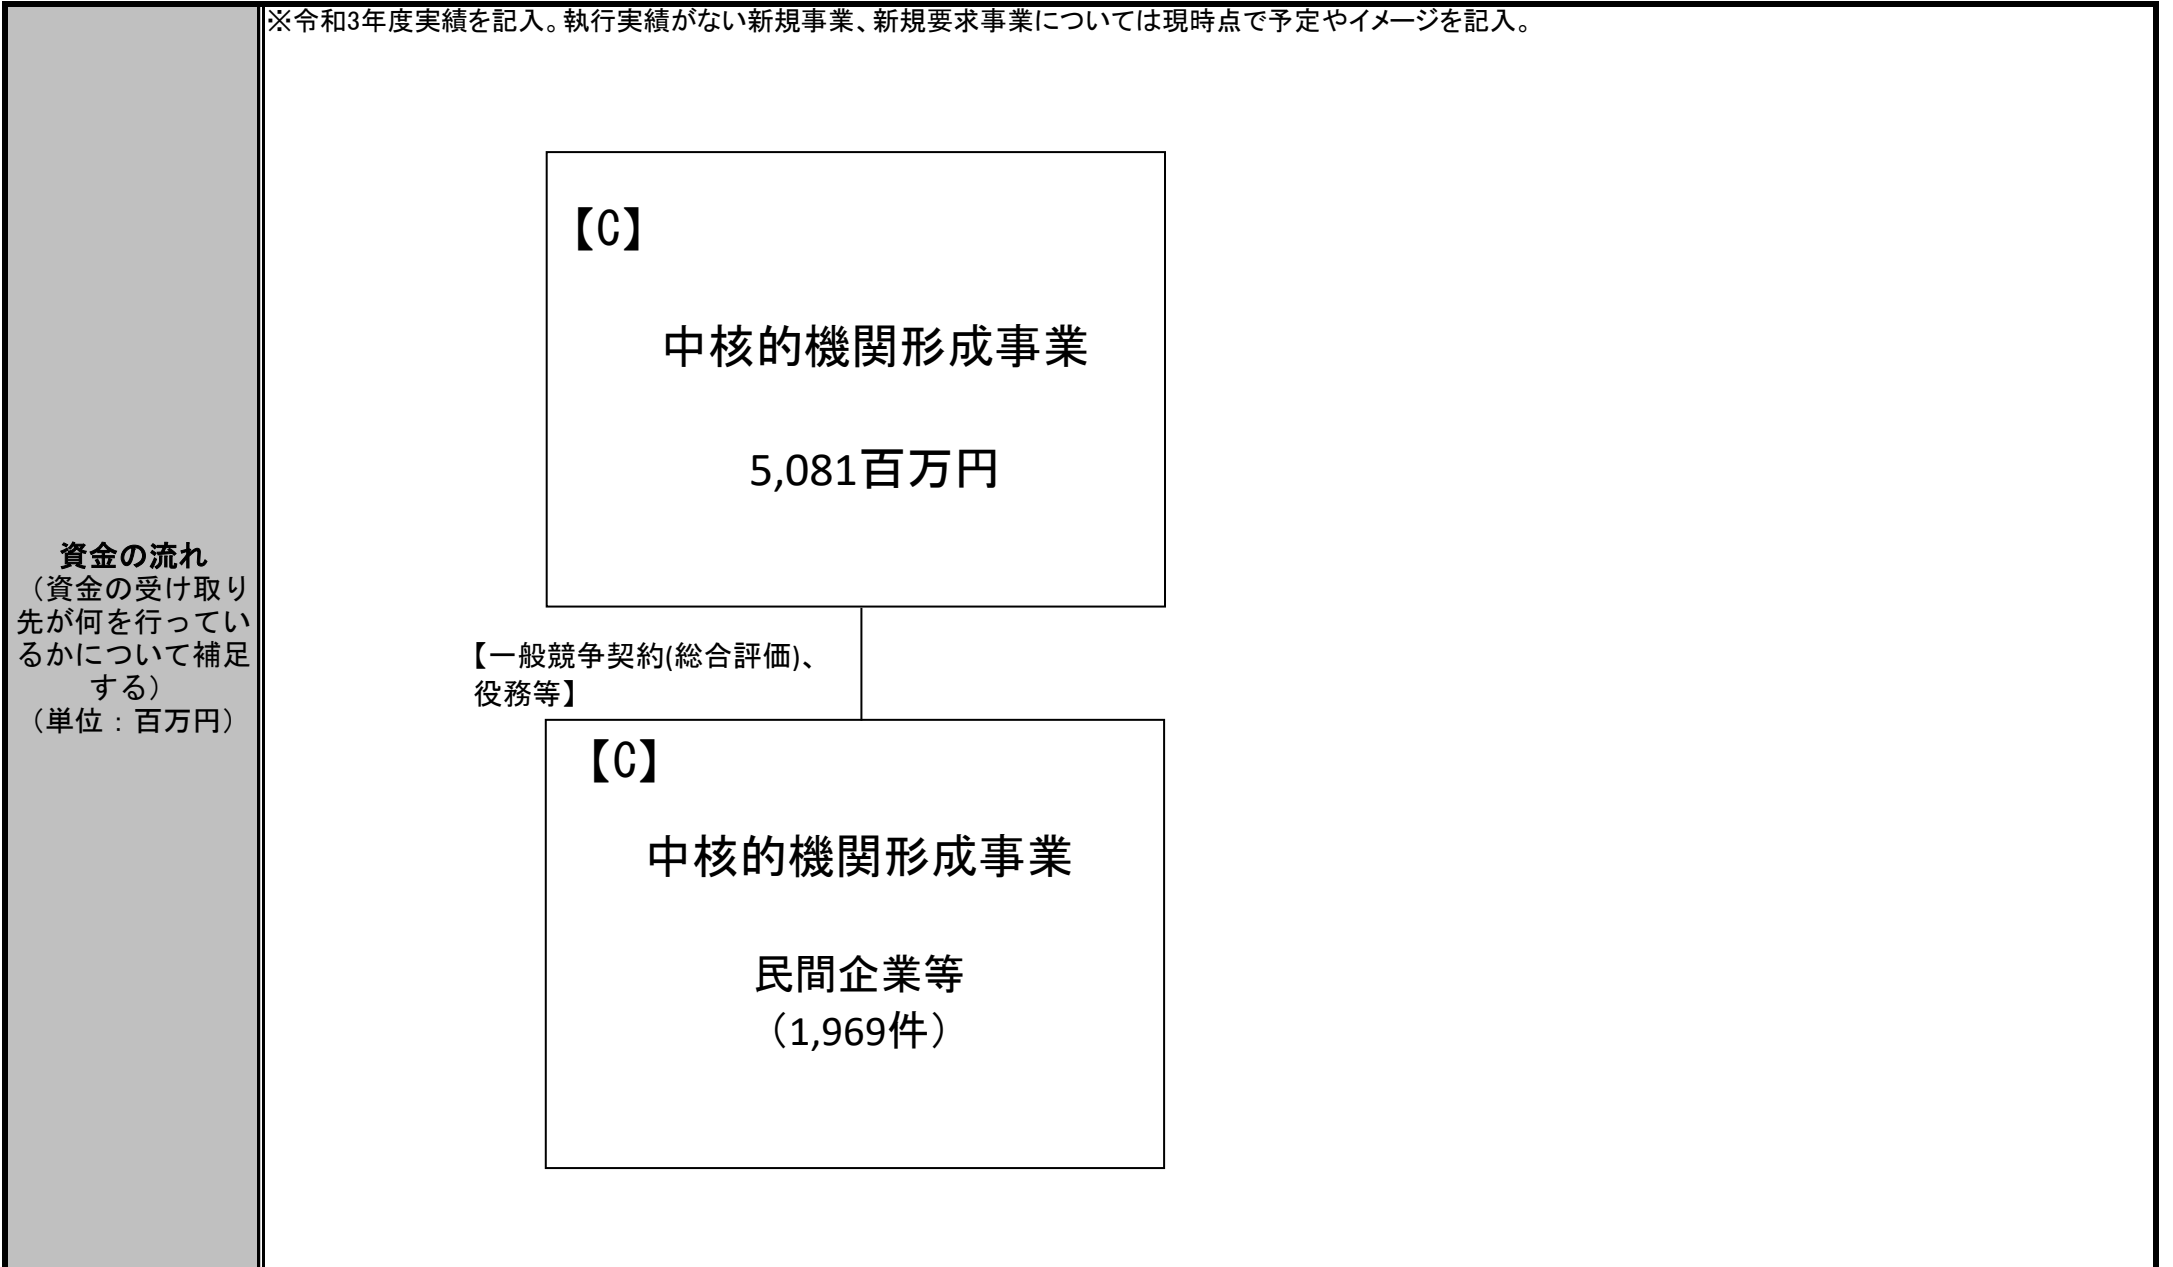 ※令和3年度実績を記入。執行実績がない新規事業、新規要求事業については現時点で予定やイメージを記入。
資金の流れ
（資金の受け取り
先が何を行ってい
るかについて補足
する）
（単位：百万円）
【C】
中核的機関形成事業
5,081百万円
【一般競争契約(総合評価)、
役務等】
【C】
中核的機関形成事業
民間企業等
（1,969件）